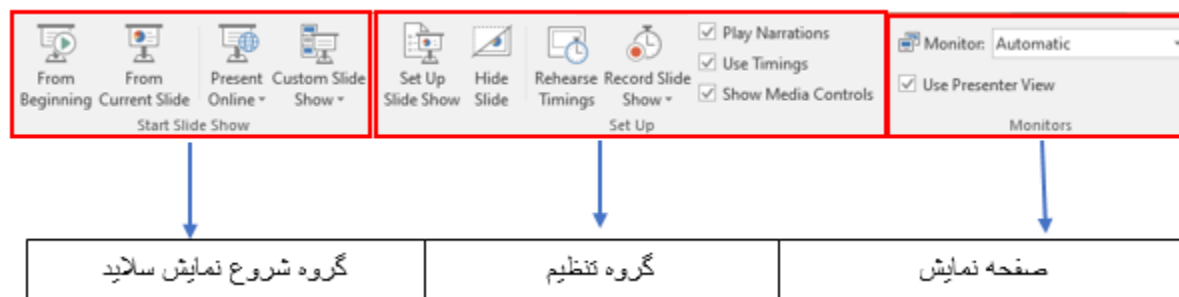 From Beginning
From Current Slide
Present Online
Custom Slide Show
Start Slide Show
Set Up Slide Show
Hide Slide
Rehearse Timings
Record Slide Show
Play Narrations
Use Timings
Show Media Controls
Set Up
Monitor: Automatic
Use Presenter View
Monitors
گروه شروع نمایش سلاید
گروه تنظیم
صفحه نمایش